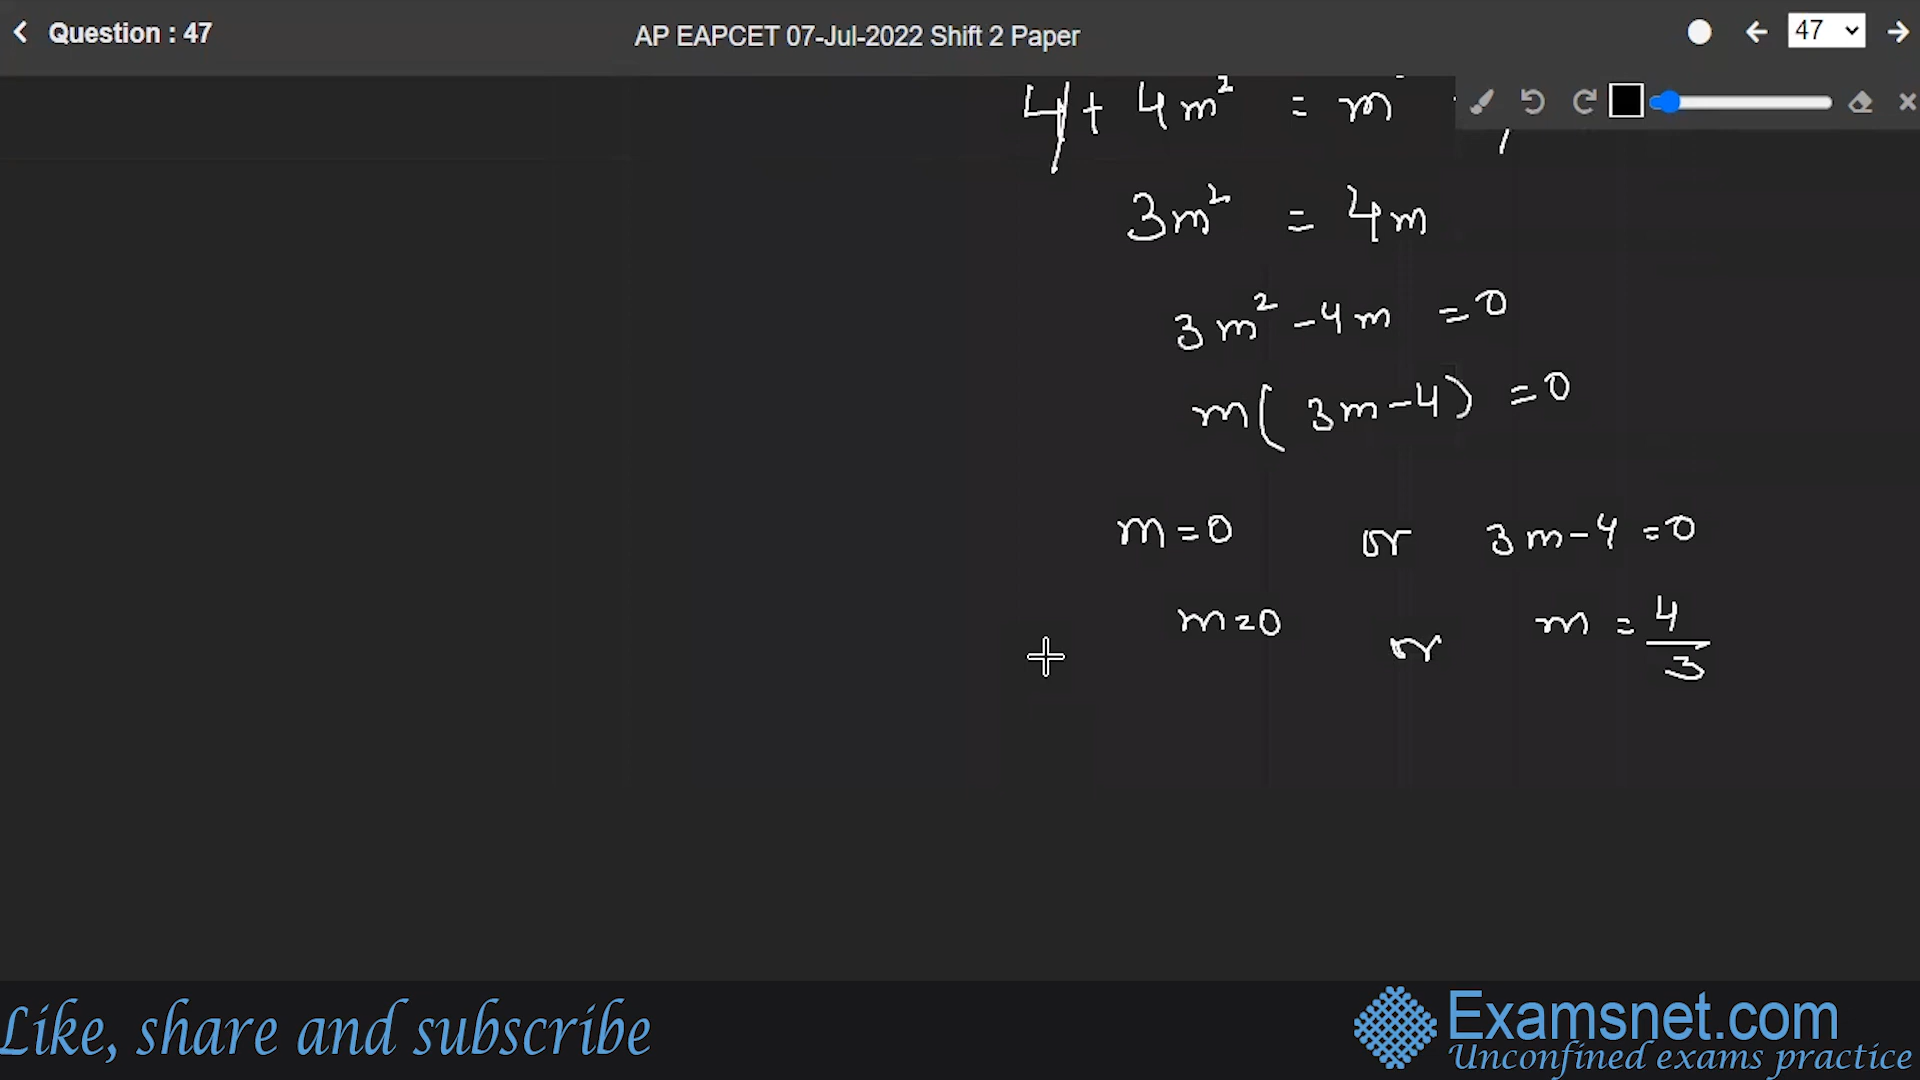 Question : 47
AP EAPCET 07-Jul-2022 Shift 2 Paper
47
4 + 4m² = m
3m² = 4m
3m² - 4m = 0
m( 3m - 4) = 0
m = 0 or 3m - 4 = 0
m = 0 or m = 4/3
Like, share and subscribe
Examsnet.com
Unconfined exams practice